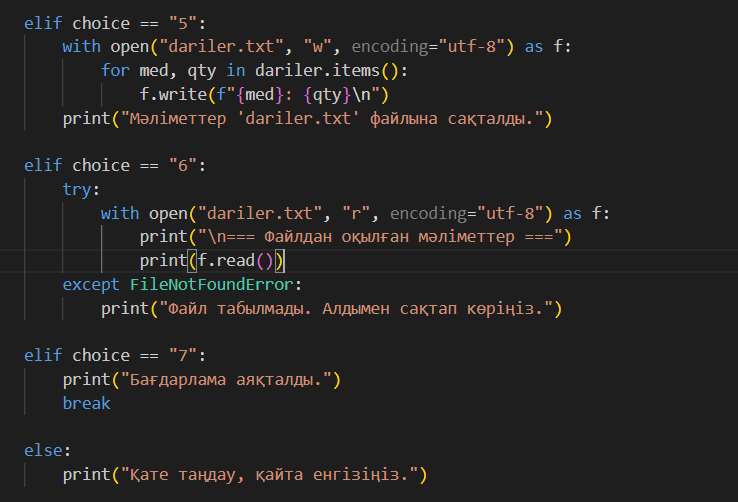 elif choice == "5":
    with open("dariler.txt", "w", encoding="utf-8") as f:
        for med, qty in dariler.items():
            f.write(f"{med}: {qty}\n")
    print("Мәліметтер 'dariler.txt' файлына сақталды.")

elif choice == "6":
    try:
        with open("dariler.txt", "r", encoding="utf-8") as f:
            print("\n=== Файлдан оқылған мәліметтер ===")
            print(f.read())
    except FileNotFoundError:
        print("Файл табылмады. Алдымен сақтап көріңіз.")

elif choice == "7":
    print("Бағдарлама аяқталды.")
    break

else:
    print("Қате таңдау, қайта енгізіңіз.")